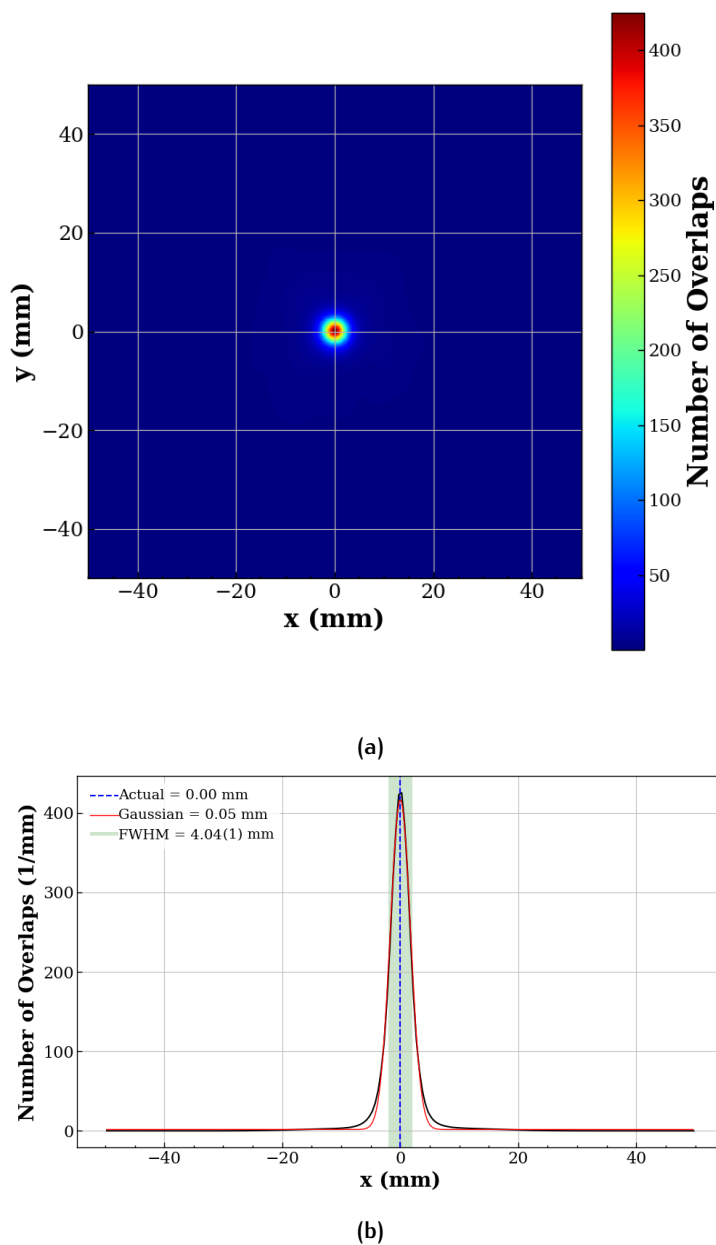 400
350
300
250
200
150
100
50
Number of Overlaps
40
20
0
−20
−40
y (mm)
−40
−20
0
20
40
x (mm)
(a)
Actual = 0.00 mm
Gaussian = 0.05 mm
FWHM = 4.04(1) mm
400
300
200
100
0
Number of Overlaps (1/mm)
−40
−20
0
20
40
x (mm)
(b)